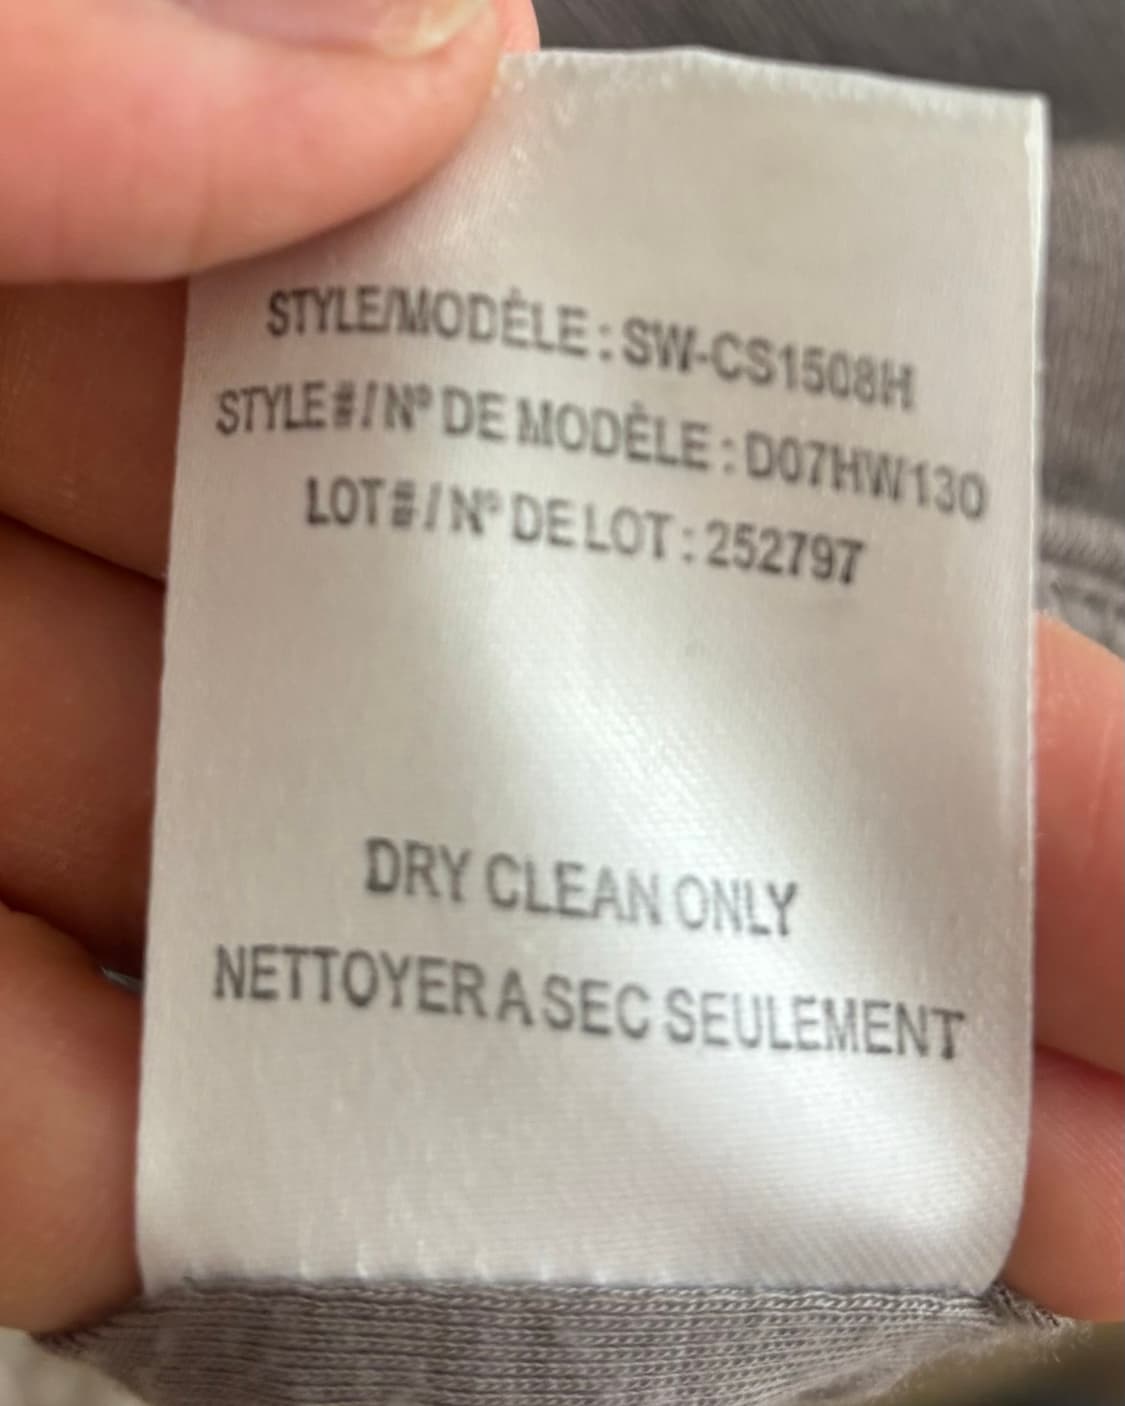 STYLE/MODÈLE : SW-CS1508H
STYLE # / Nº DE MODÈLE : D07HW130
LOT # / Nº DE LOT : 252797
DRY CLEAN ONLY
NETTOYER A SEC SEULEMENT